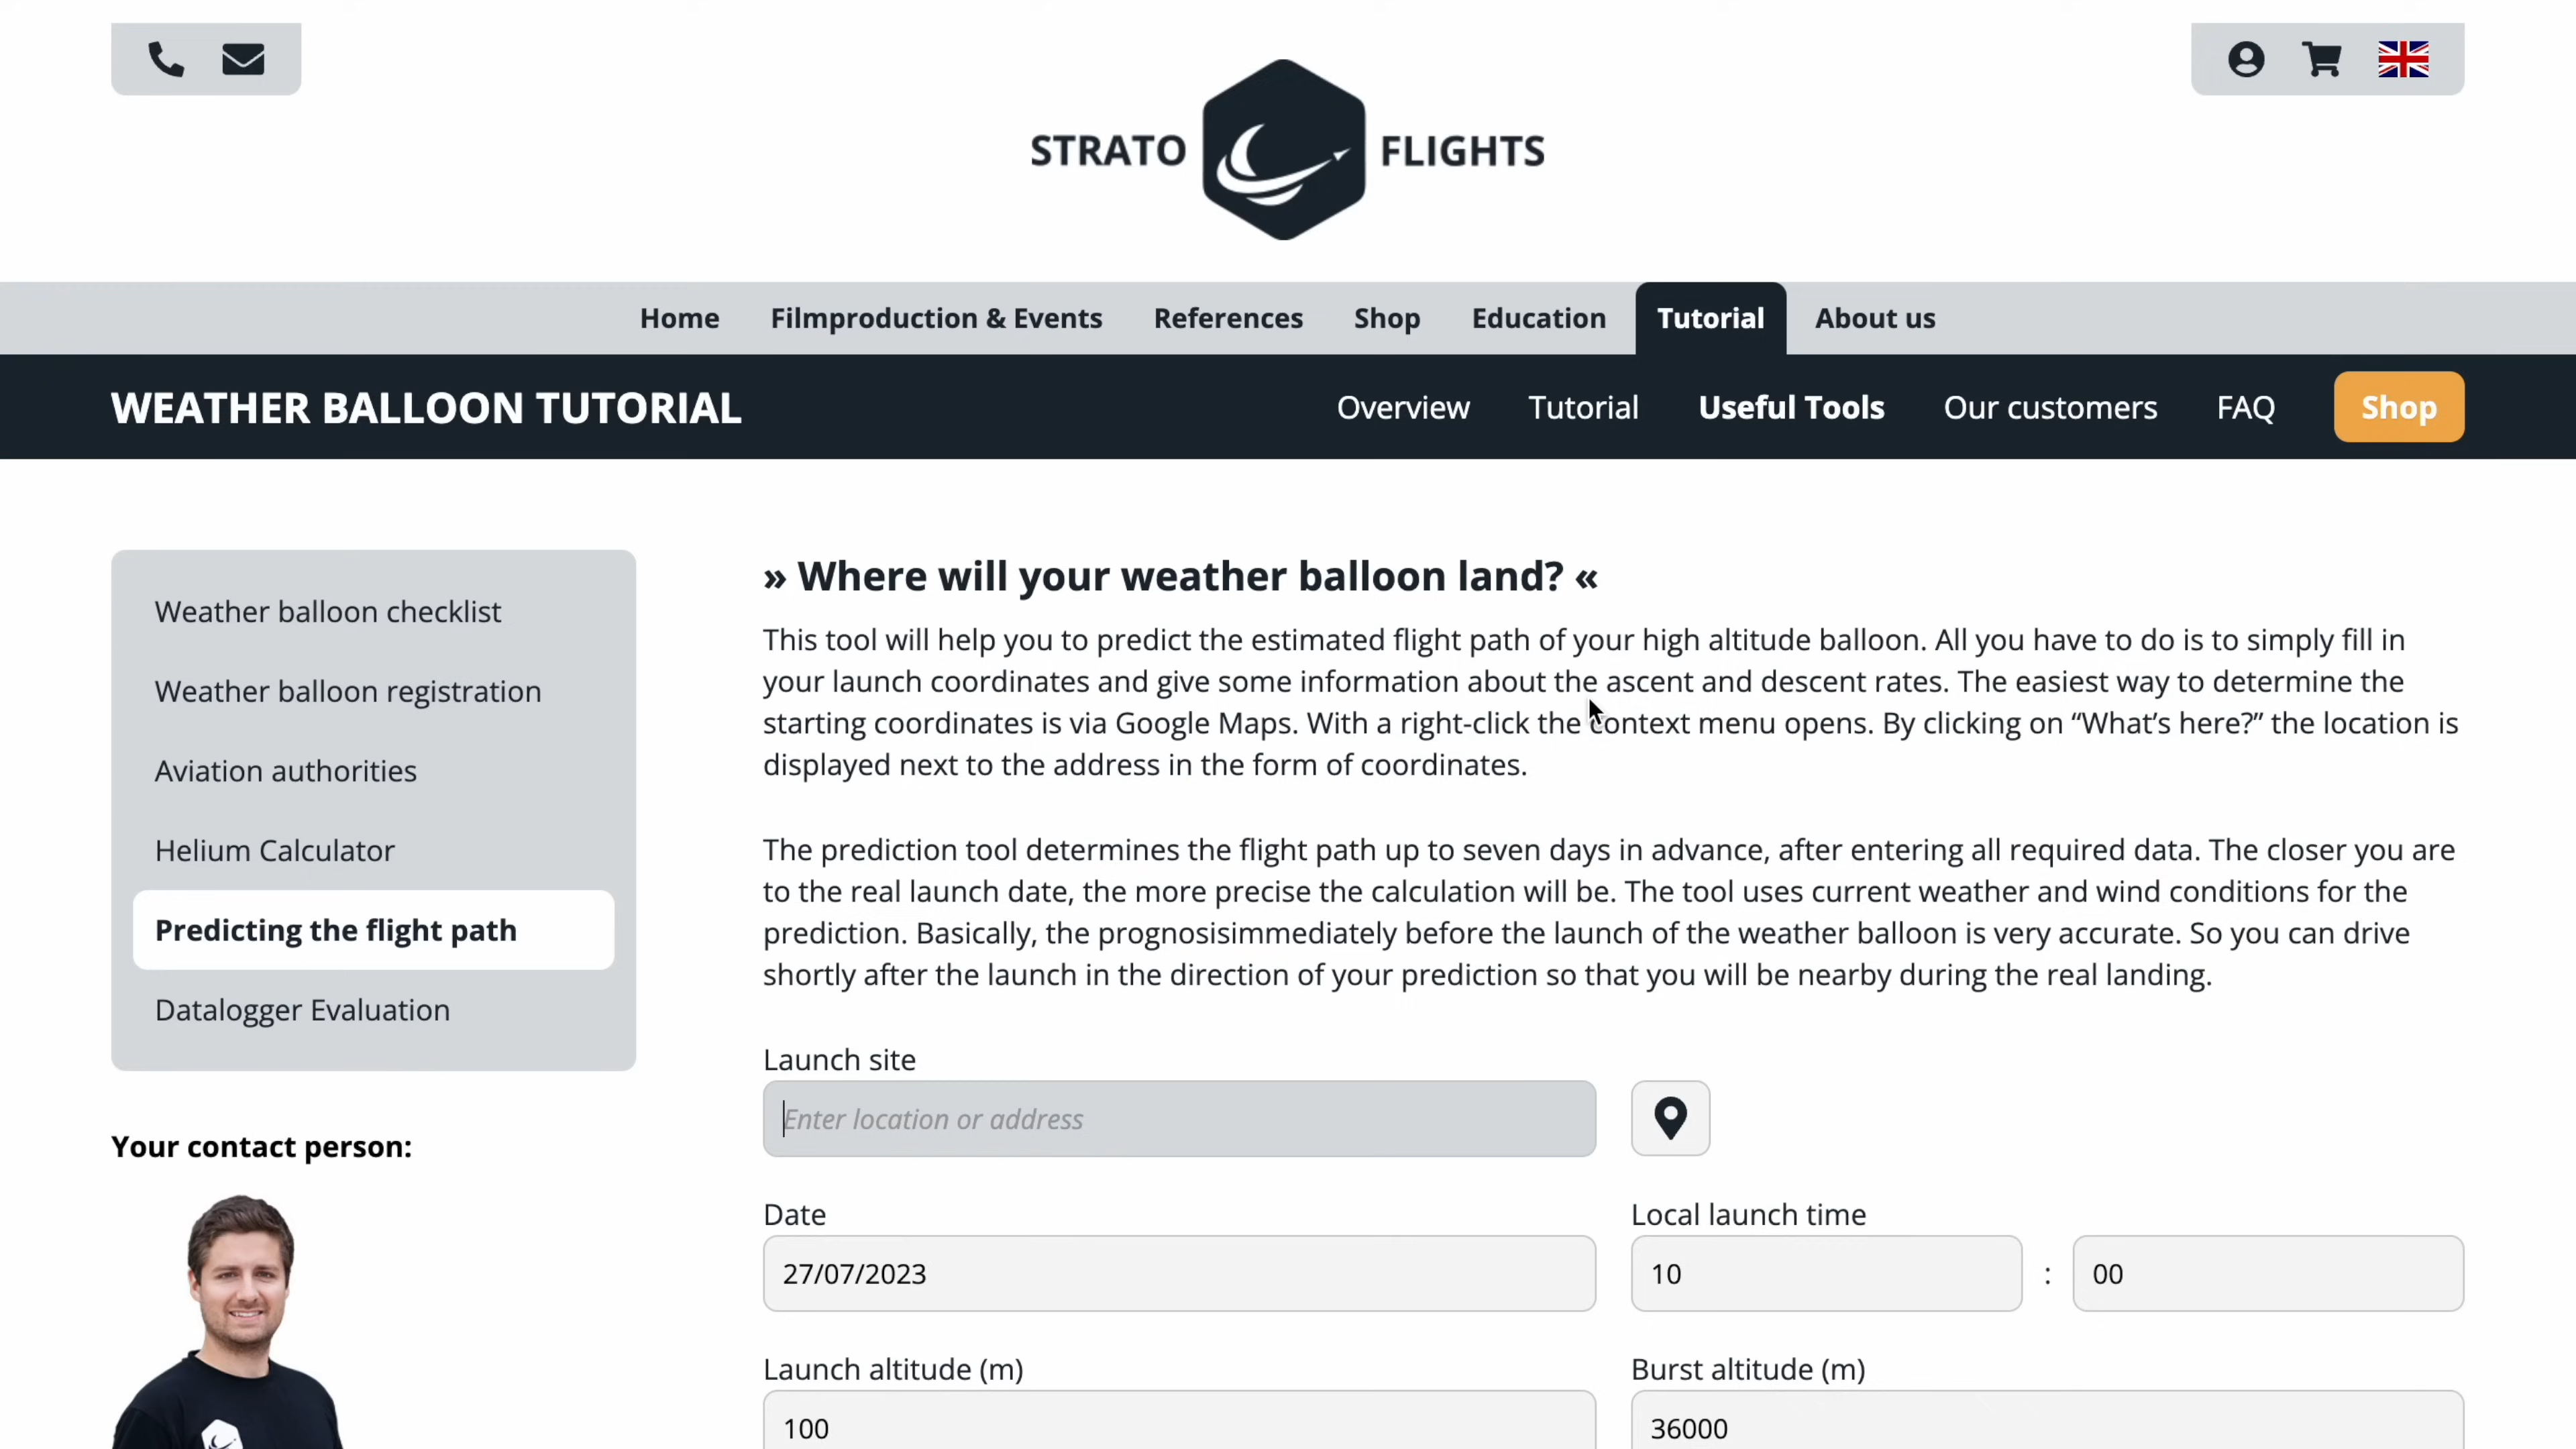 STRATO FLIGHTS
Home Filmproduction & Events References Shop Education Tutorial About us
WEATHER BALLOON TUTORIAL
Overview Tutorial Useful Tools Our customers FAQ Shop
Weather balloon checklist
Weather balloon registration
Aviation authorities
Helium Calculator
Predicting the flight path
Datalogger Evaluation
Your contact person:
» Where will your weather balloon land? «
This tool will help you to predict the estimated flight path of your high altitude balloon. All you have to do is to simply fill in
your launch coordinates and give some information about the ascent and descent rates. The easiest way to determine the
starting coordinates is via Google Maps. With a right-click the context menu opens. By clicking on “What’s here?” the location is
displayed next to the address in the form of coordinates.
The prediction tool determines the flight path up to seven days in advance, after entering all required data. The closer you are
to the real launch date, the more precise the calculation will be. The tool uses current weather and wind conditions for the
prediction. Basically, the prognosisimmediately before the launch of the weather balloon is very accurate. So you can drive
shortly after the launch in the direction of your prediction so that you will be nearby during the real landing.
Launch site
Enter location or address
Date
27/07/2023
Local launch time
10 : 00
Launch altitude (m)
100
Burst altitude (m)
36000